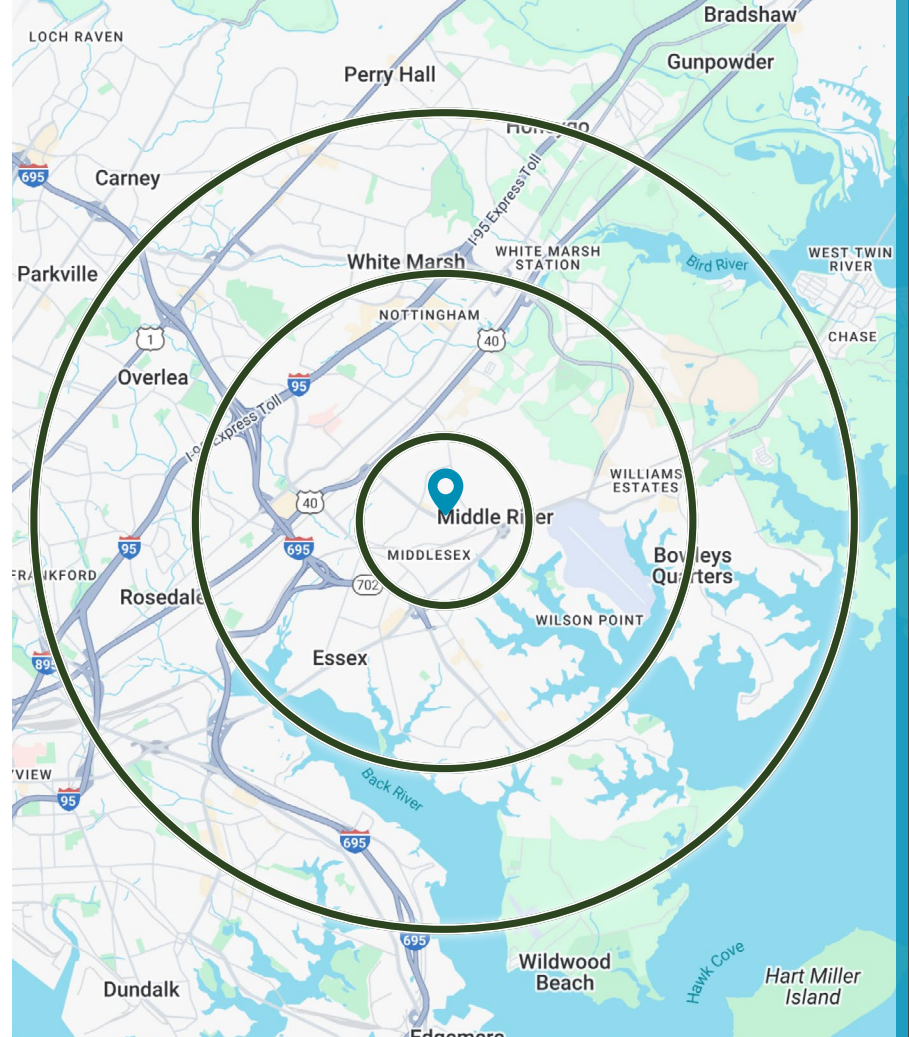 Bradshaw
LOCH RAVEN
Gunpowder
Perry Hall
Honeygo
695
Carney
I-95 Express Toll
WHITE MARSH
STATION
White Marsh
Bird River
WEST TWIN
RIVER
Parkville
NOTTINGHAM
1
40
CHASE
Overlea
95
I-95 Express Toll
WILLIAMS
ESTATES
40
Middle River
95
695
MIDDLESEX
Bowleys
Quarters
FRANKFORD
702
Rosedale
WILSON POINT
Essex
895
YVIEW
Back River
95
695
695
Wildwood
Beach
Hawk Cove
Hart Miller
Island
Dundalk
Edgemere